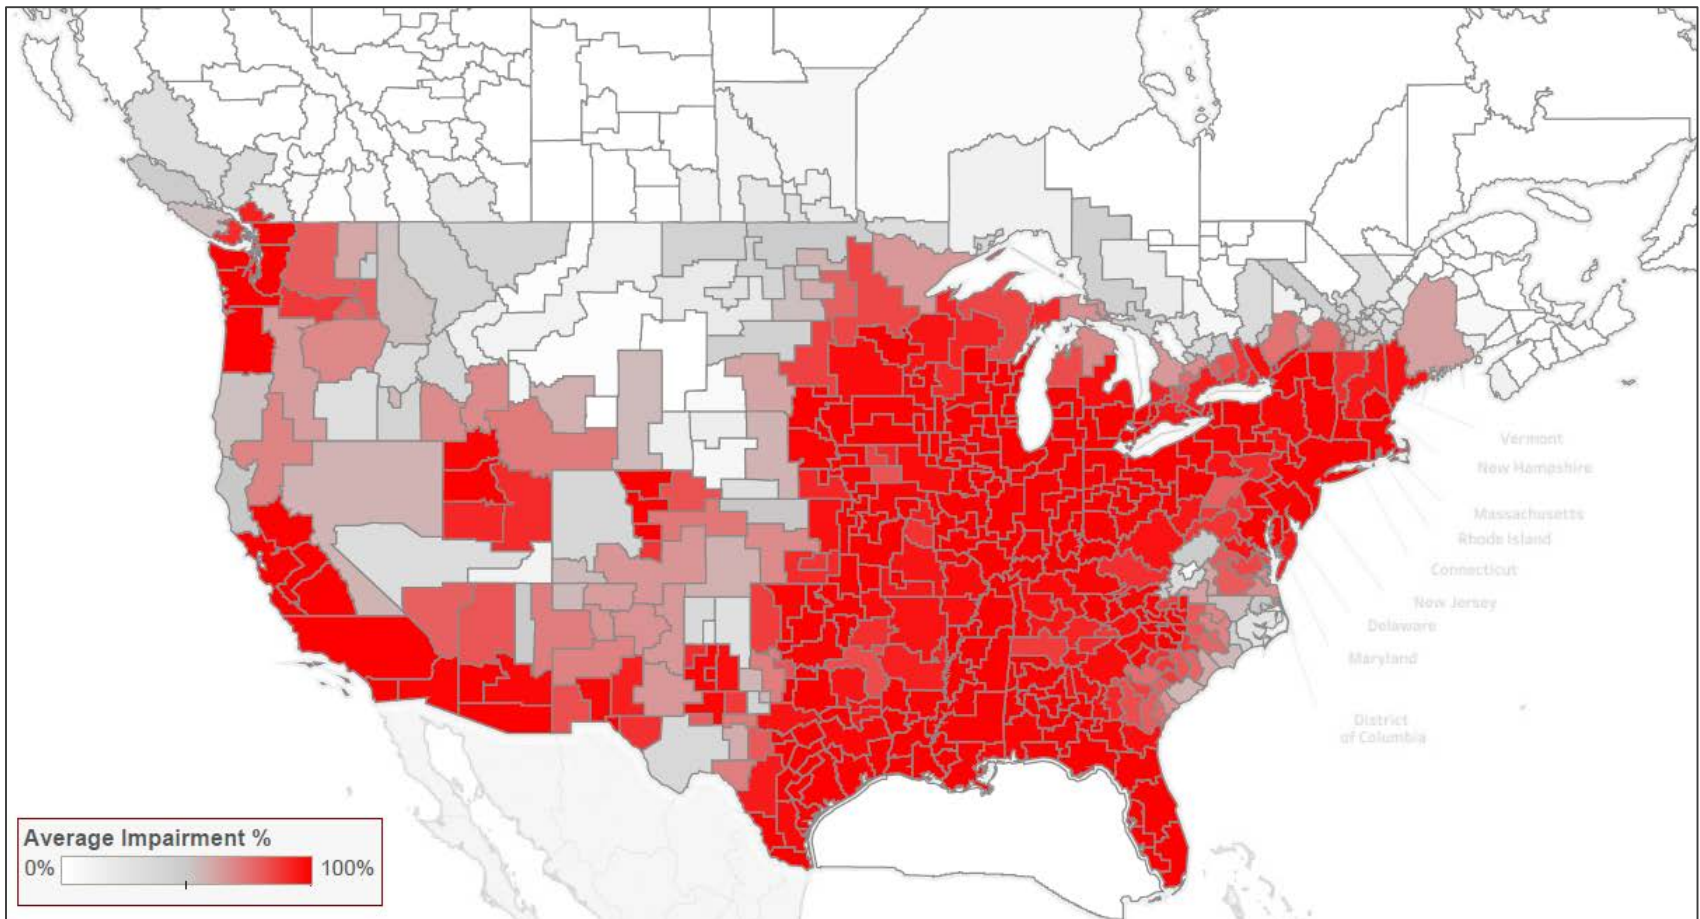 Vermont
New Hampshire
Massachusetts
Rhode Island
Connecticut
New Jersey
Delaware
Maryland
District
of Columbia
Average Impairment %
0% 100%